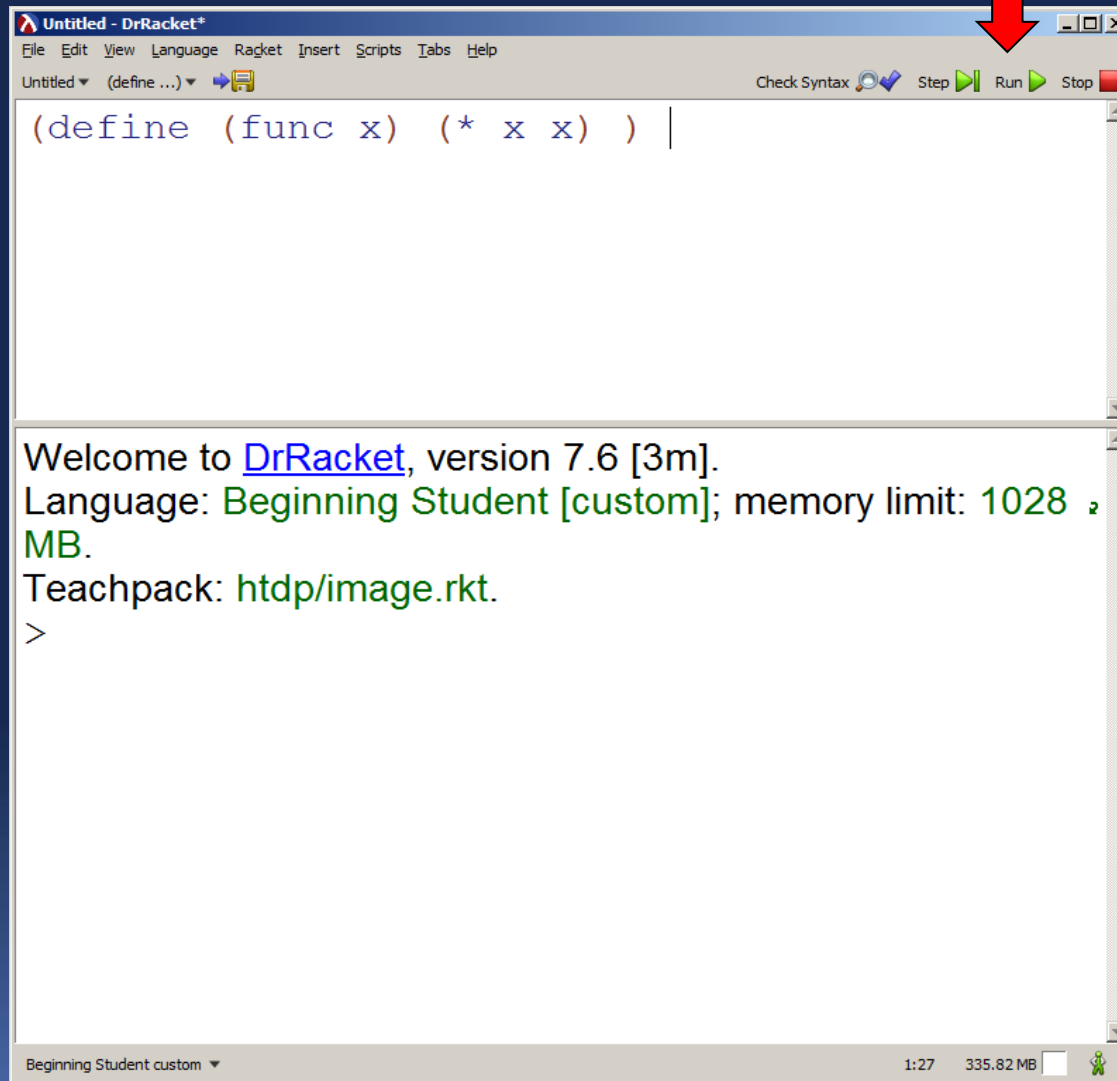 Untitled - DrRacket*
File Edit View Language Racket Insert Scripts Tabs Help
Untitled (define ...) Check Syntax Step Run Stop
(define (func x) (* x x) )
Welcome to DrRacket, version 7.6 [3m].
Language: Beginning Student [custom]; memory limit: 1028
MB.
Teachpack: htdp/image.rkt.
>
Beginning Student custom 1:27 335.82 MB